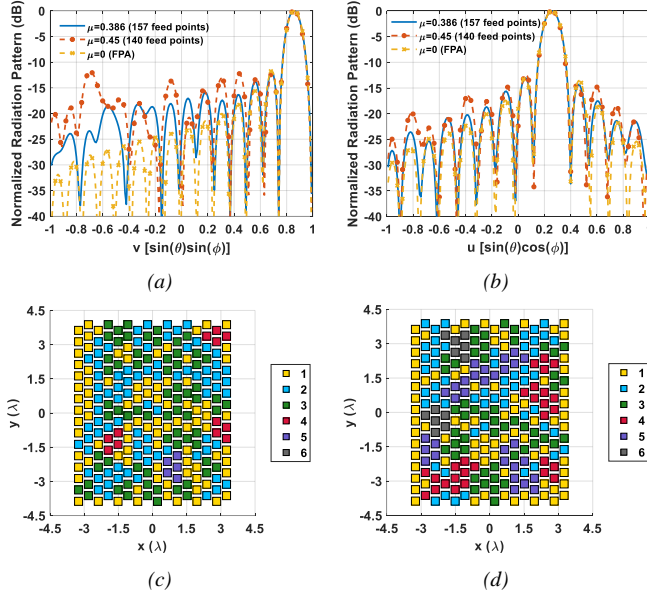 Normalized Radiation Pattern (dB)
0
-5
-10
-15
-20
-25
-30
-35
-40
μ=0.386 (157 feed points)
μ=0.45 (140 feed points)
μ=0 (FPA)
-1 -0.8 -0.6 -0.4 -0.2 0 0.2 0.4 0.6 0.8 1
v [sin(θ)sin(ϕ)]
(a)
Normalized Radiation Pattern (dB)
0
-5
-10
-15
-20
-25
-30
-35
-40
μ=0.386 (157 feed points)
μ=0.45 (140 feed points)
μ=0 (FPA)
-1 -0.8 -0.6 -0.4 -0.2 0 0.2 0.4 0.6 0.8 1
u [sin(θ)cos(ϕ)]
(b)
y (λ)
4.5
3
1.5
0
-1.5
-3
-4.5
-4.5 -3 -1.5 0 1.5 3 4.5
x (λ)
1
2
3
4
5
6
(c)
y (λ)
4.5
3
1.5
0
-1.5
-3
-4.5
-4.5 -3 -1.5 0 1.5 3 4.5
x (λ)
1
2
3
4
5
6
(d)